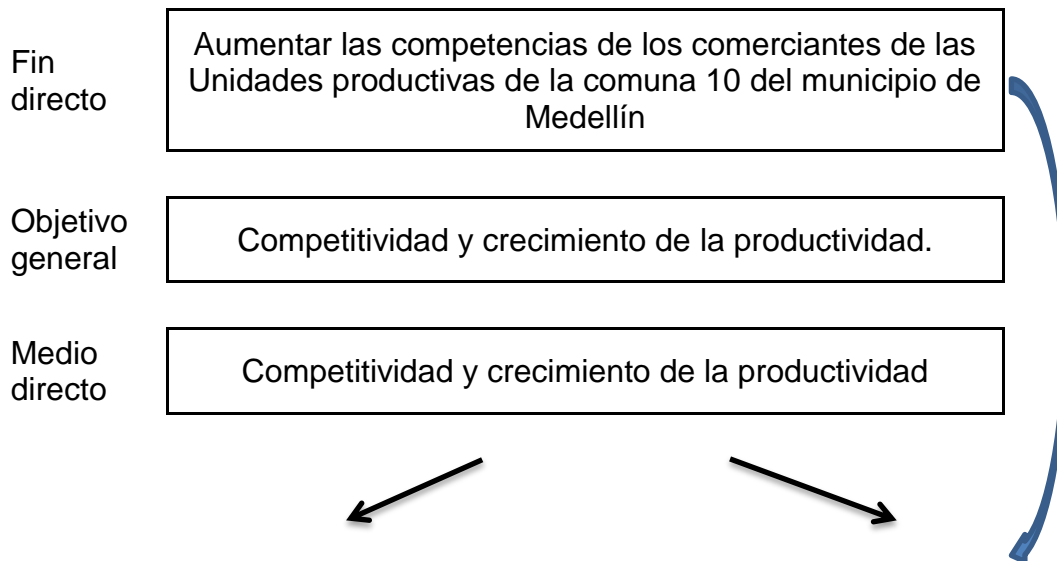 Fin
directo
Aumentar las competencias de los comerciantes de las
Unidades productivas de la comuna 10 del municipio de
Medellín
Objetivo
general
Competitividad y crecimiento de la productividad.
Medio
directo
Competitividad y crecimiento de la productividad